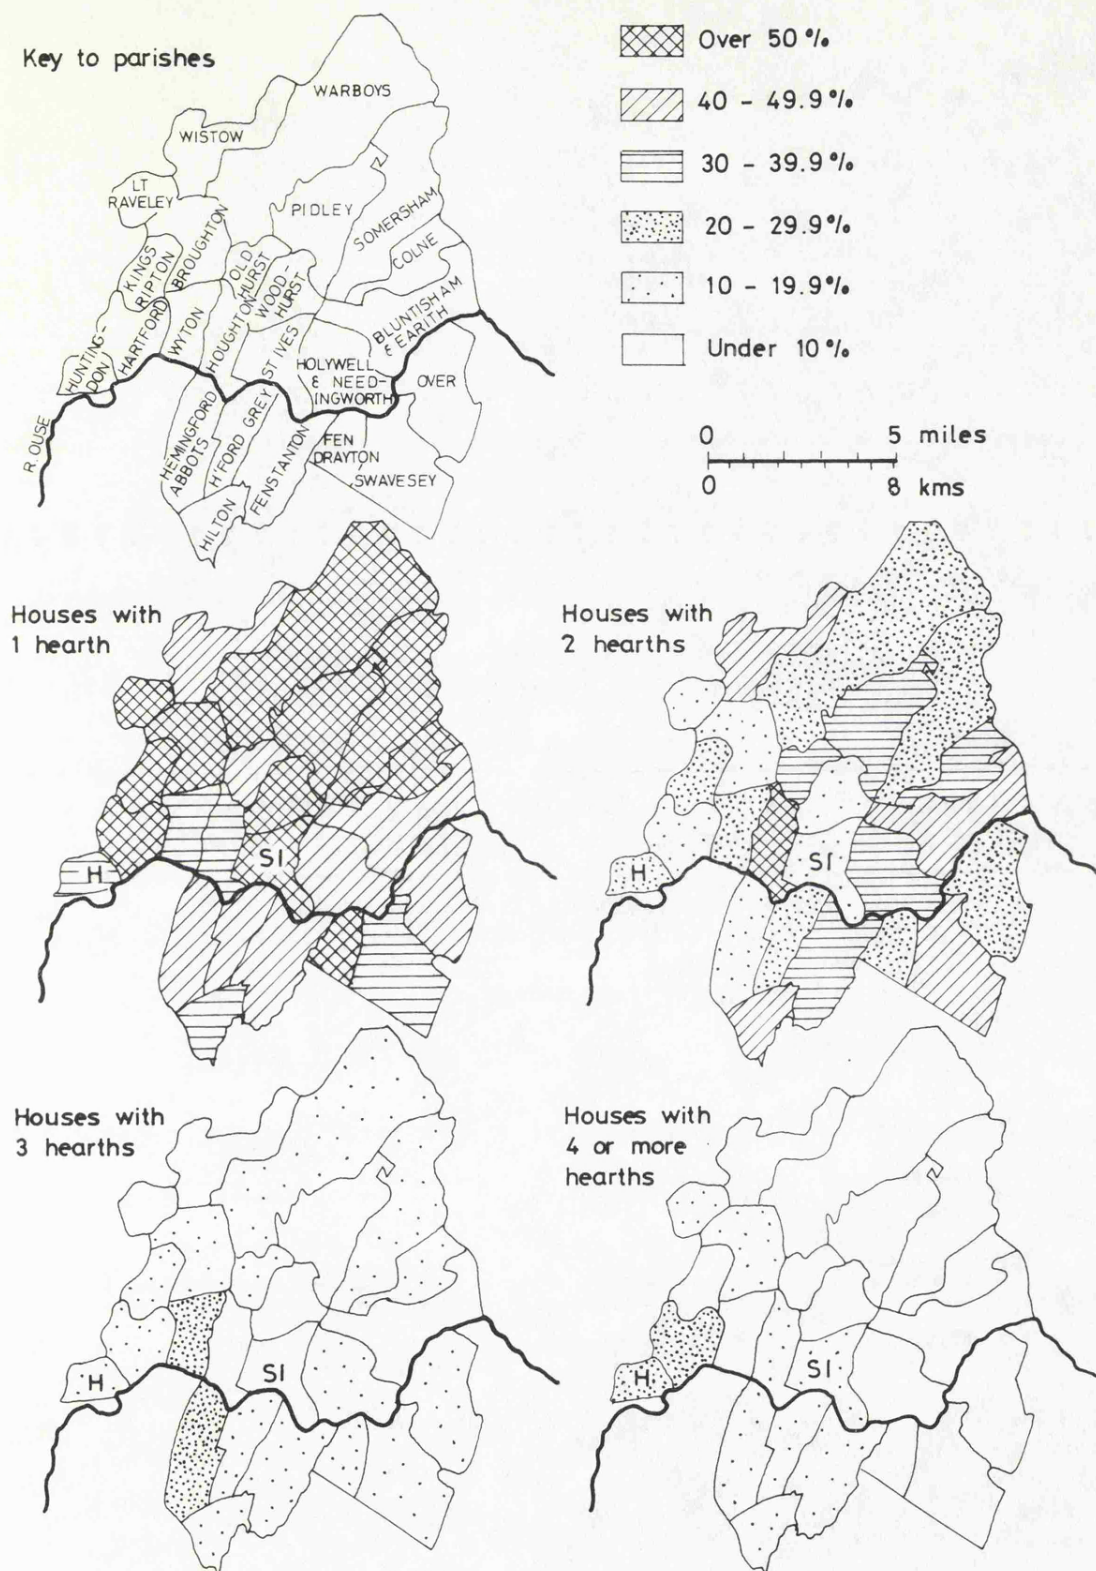 Key to parishes
WARBOYS
WISTOW
LT
RAVELEY
PIDLEY
SOMERSHAM
COLNE
BROUGHTON
KINGS
RIPTON
OLD
HURST
WOOD-
HURST
BLUNTISHAM
& EARITH
HUNTING-
DON
HARTFORD
WYTON
HOUGHTON
ST IVES
HOLYWELL
& NEED-
INGWORTH
OVER
R. OUSE
HEMINGFORD
ABBOTS
H'FORD GREY
FENSTANTON
FEN
DRAYTON
SWAVESEY
HILTON
Over 50 %
40 - 49.9%
30 - 39.9%
20 - 29.9%
10 - 19.9%
Under 10%
0 5 miles
0 8 kms
Houses with
1 hearth
H
SI
Houses with
2 hearths
H
SI
Houses with
3 hearths
H
SI
Houses with
4 or more
hearths
H
SI